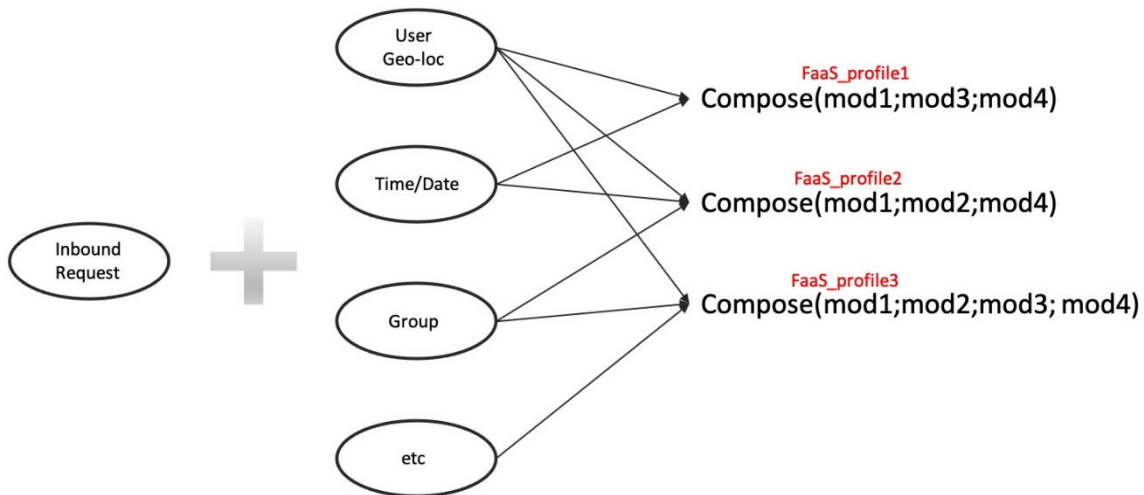 Inbound
Request
User
Geo-loc
Time/Date
Group
etc
FaaS_profile1
Compose(mod1;mod3;mod4)
FaaS_profile2
Compose(mod1;mod2;mod4)
FaaS_profile3
Compose(mod1;mod2;mod3; mod4)